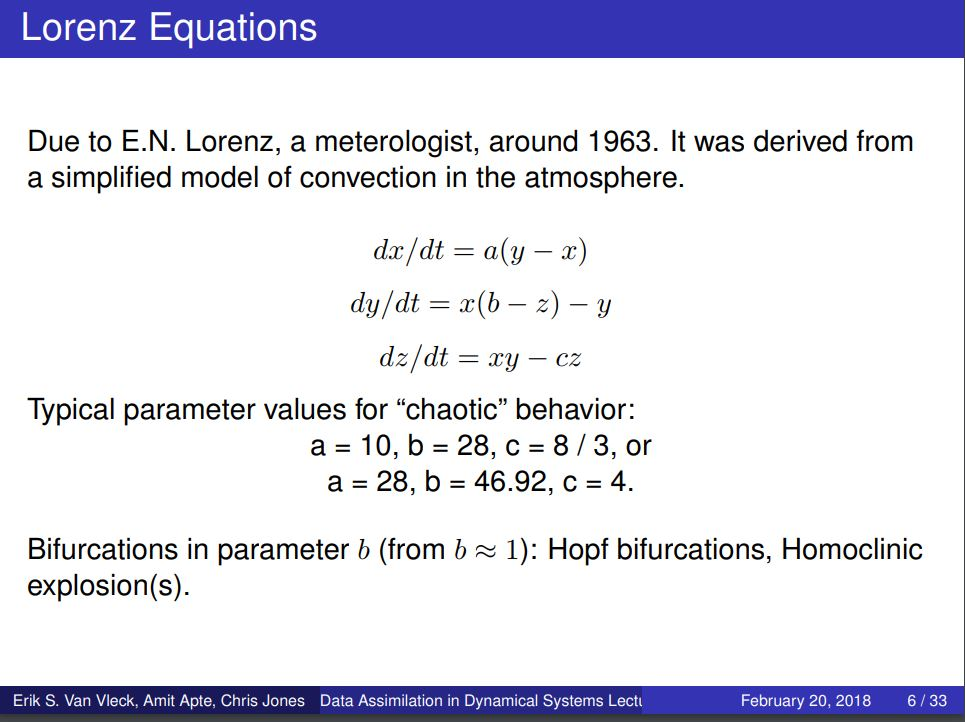 Lorenz Equations
Due to E.N. Lorenz, a meterologist, around 1963. It was derived from
a simplified model of convection in the atmosphere.
dx/dt = a(y − x)
dy/dt = x(b − z) − y
dz/dt = xy − cz
Typical parameter values for “chaotic” behavior:
a = 10, b = 28, c = 8 / 3, or
a = 28, b = 46.92, c = 4.
Bifurcations in parameter b (from b ≈ 1): Hopf bifurcations, Homoclinic
explosion(s).
Erik S. Van Vleck, Amit Apte, Chris Jones Data Assimilation in Dynamical Systems Lectu February 20, 2018 6 / 33